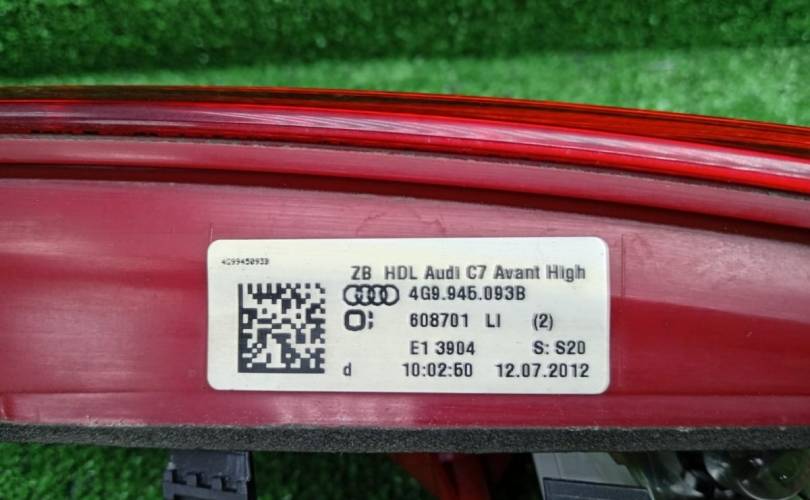 4G9945093B
ZB HDL Audi C7 Avant High
4G9.945.093B
608701 LI (2)
E1 3904 S: S20
d 10:02:50 12.07.2012